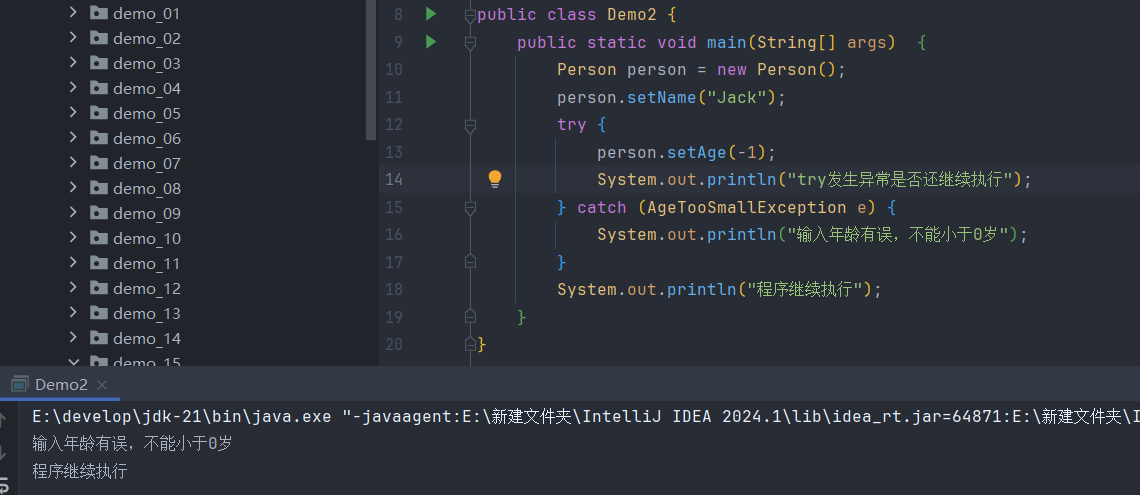 demo_01
demo_02
demo_03
demo_04
demo_05
demo_06
demo_07
demo_08
demo_09
demo_10
demo_11
demo_12
demo_13
demo_14
demo_15
8 public class Demo2 {
9 public static void main(String[] args)  {
10 Person person = new Person();
11 person.setName("Jack");
12 try {
13 person.setAge(-1);
14 System.out.println("try发生异常是否还继续执行");
15 } catch (AgeTooSmallException e) {
16 System.out.println("输入年龄有误，不能小于0岁");
17 }
18 System.out.println("程序继续执行");
19 }
20 }
Demo2
E:\develop\jdk-21\bin\java.exe "-javaagent:E:\新建文件夹\IntelliJ IDEA 2024.1\lib\idea_rt.jar=64871:E:\新建文件夹\I
输入年龄有误，不能小于0岁
程序继续执行